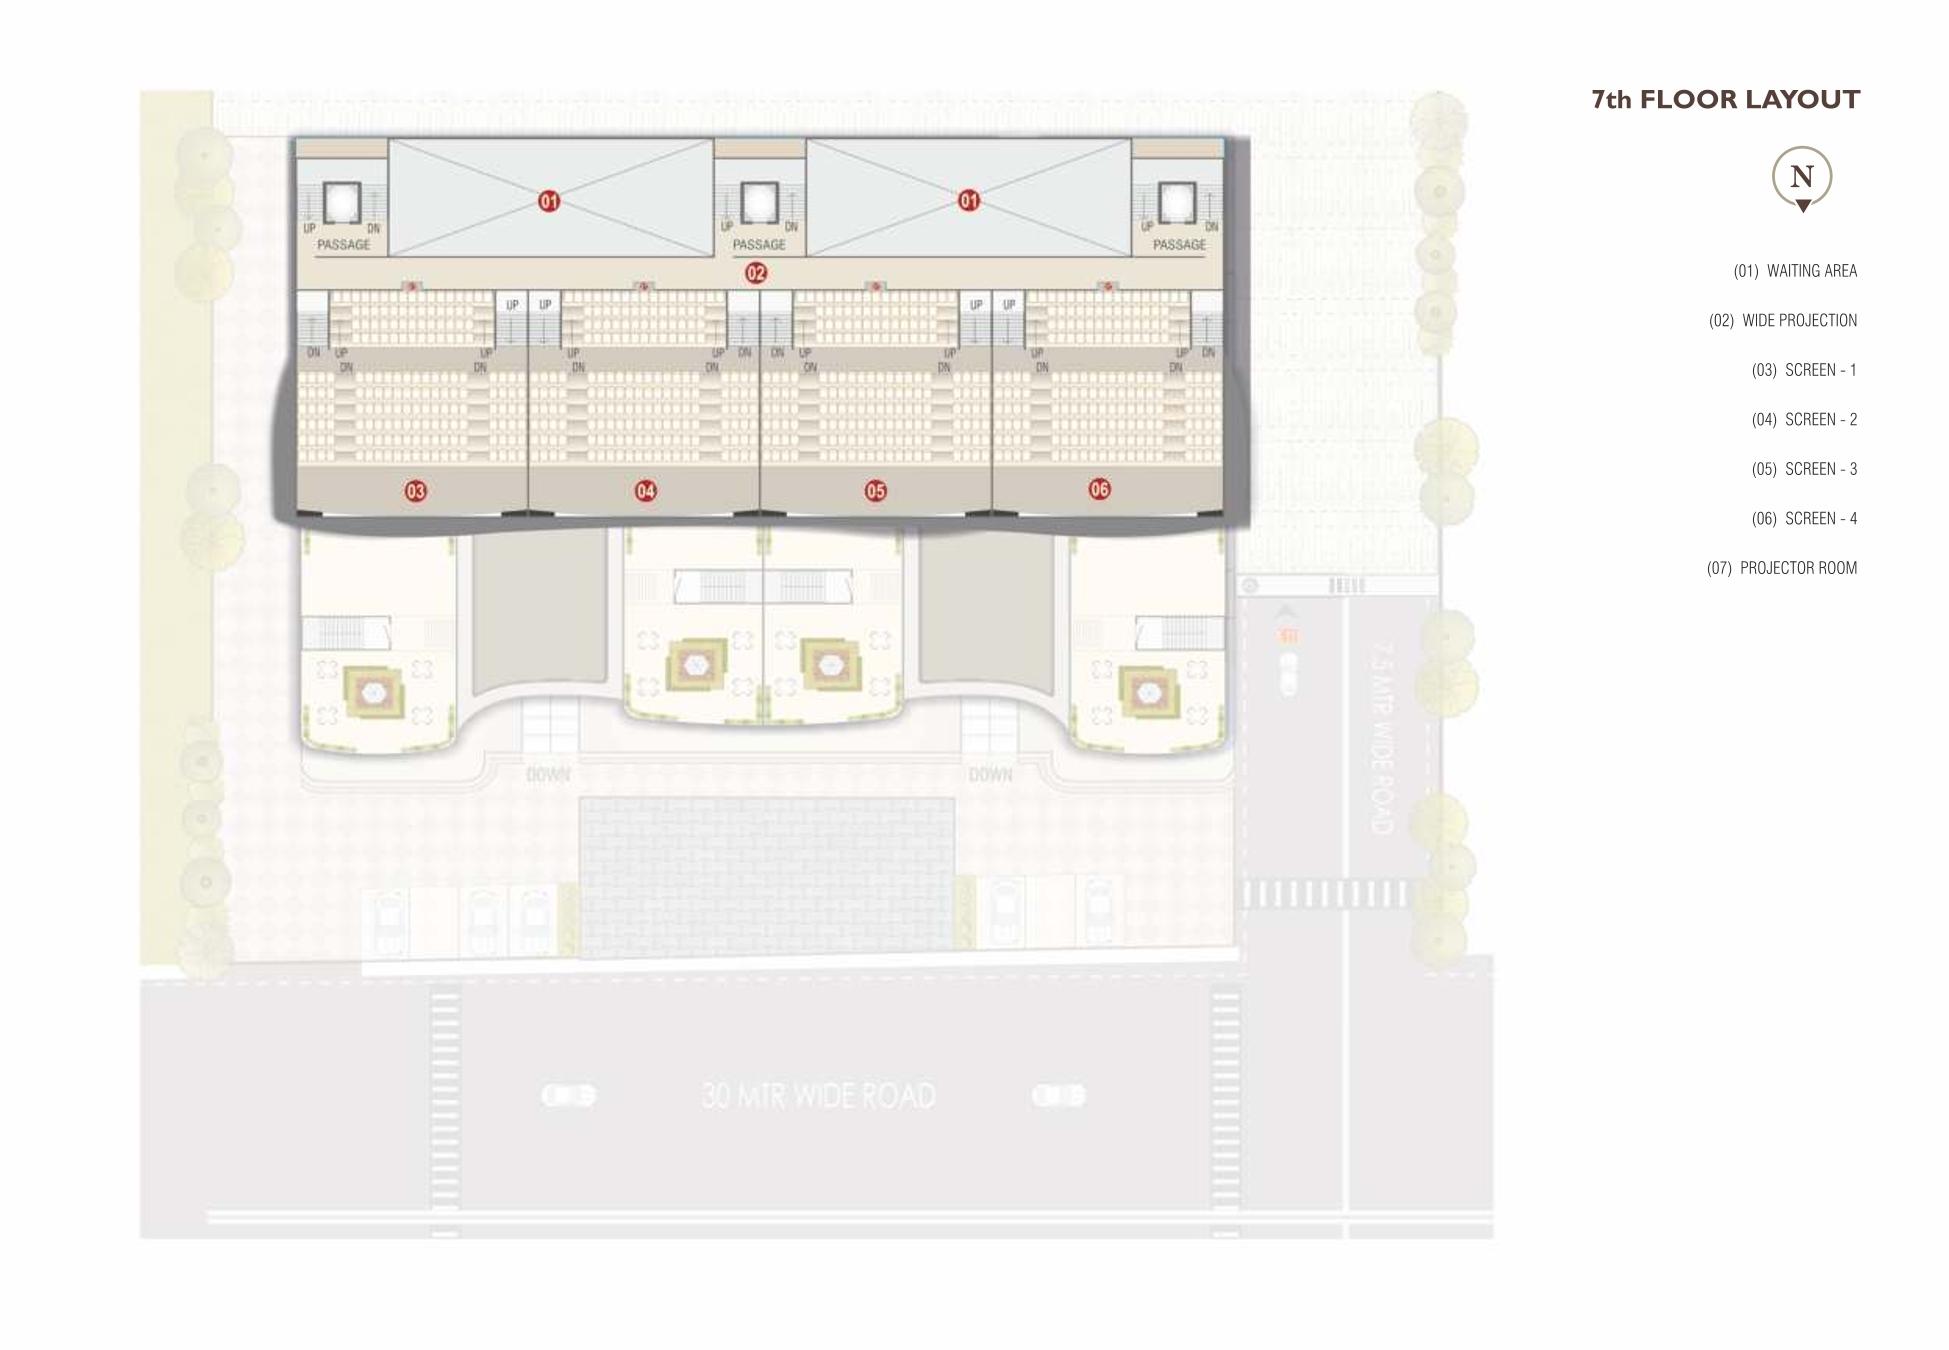 7th FLOOR LAYOUT
N
(01) WAITING AREA
(02) WIDE PROJECTION
(03) SCREEN - 1
(04) SCREEN - 2
(05) SCREEN - 3
(06) SCREEN - 4
(07) PROJECTOR ROOM
01
01
UP
DN
UP
DN
UP
DN
PASSAGE
PASSAGE
PASSAGE
02
UP
UP
UP
UP
DN
UP
UP
UP
UP
DN
DN
UP
UP
UP
UP
DN
DN
DN
DN
DN
DN
DN
DN
DN
03
04
05
06
DOWN
DOWN
7.5 MTR WIDE ROAD
30 MTR WIDE ROAD